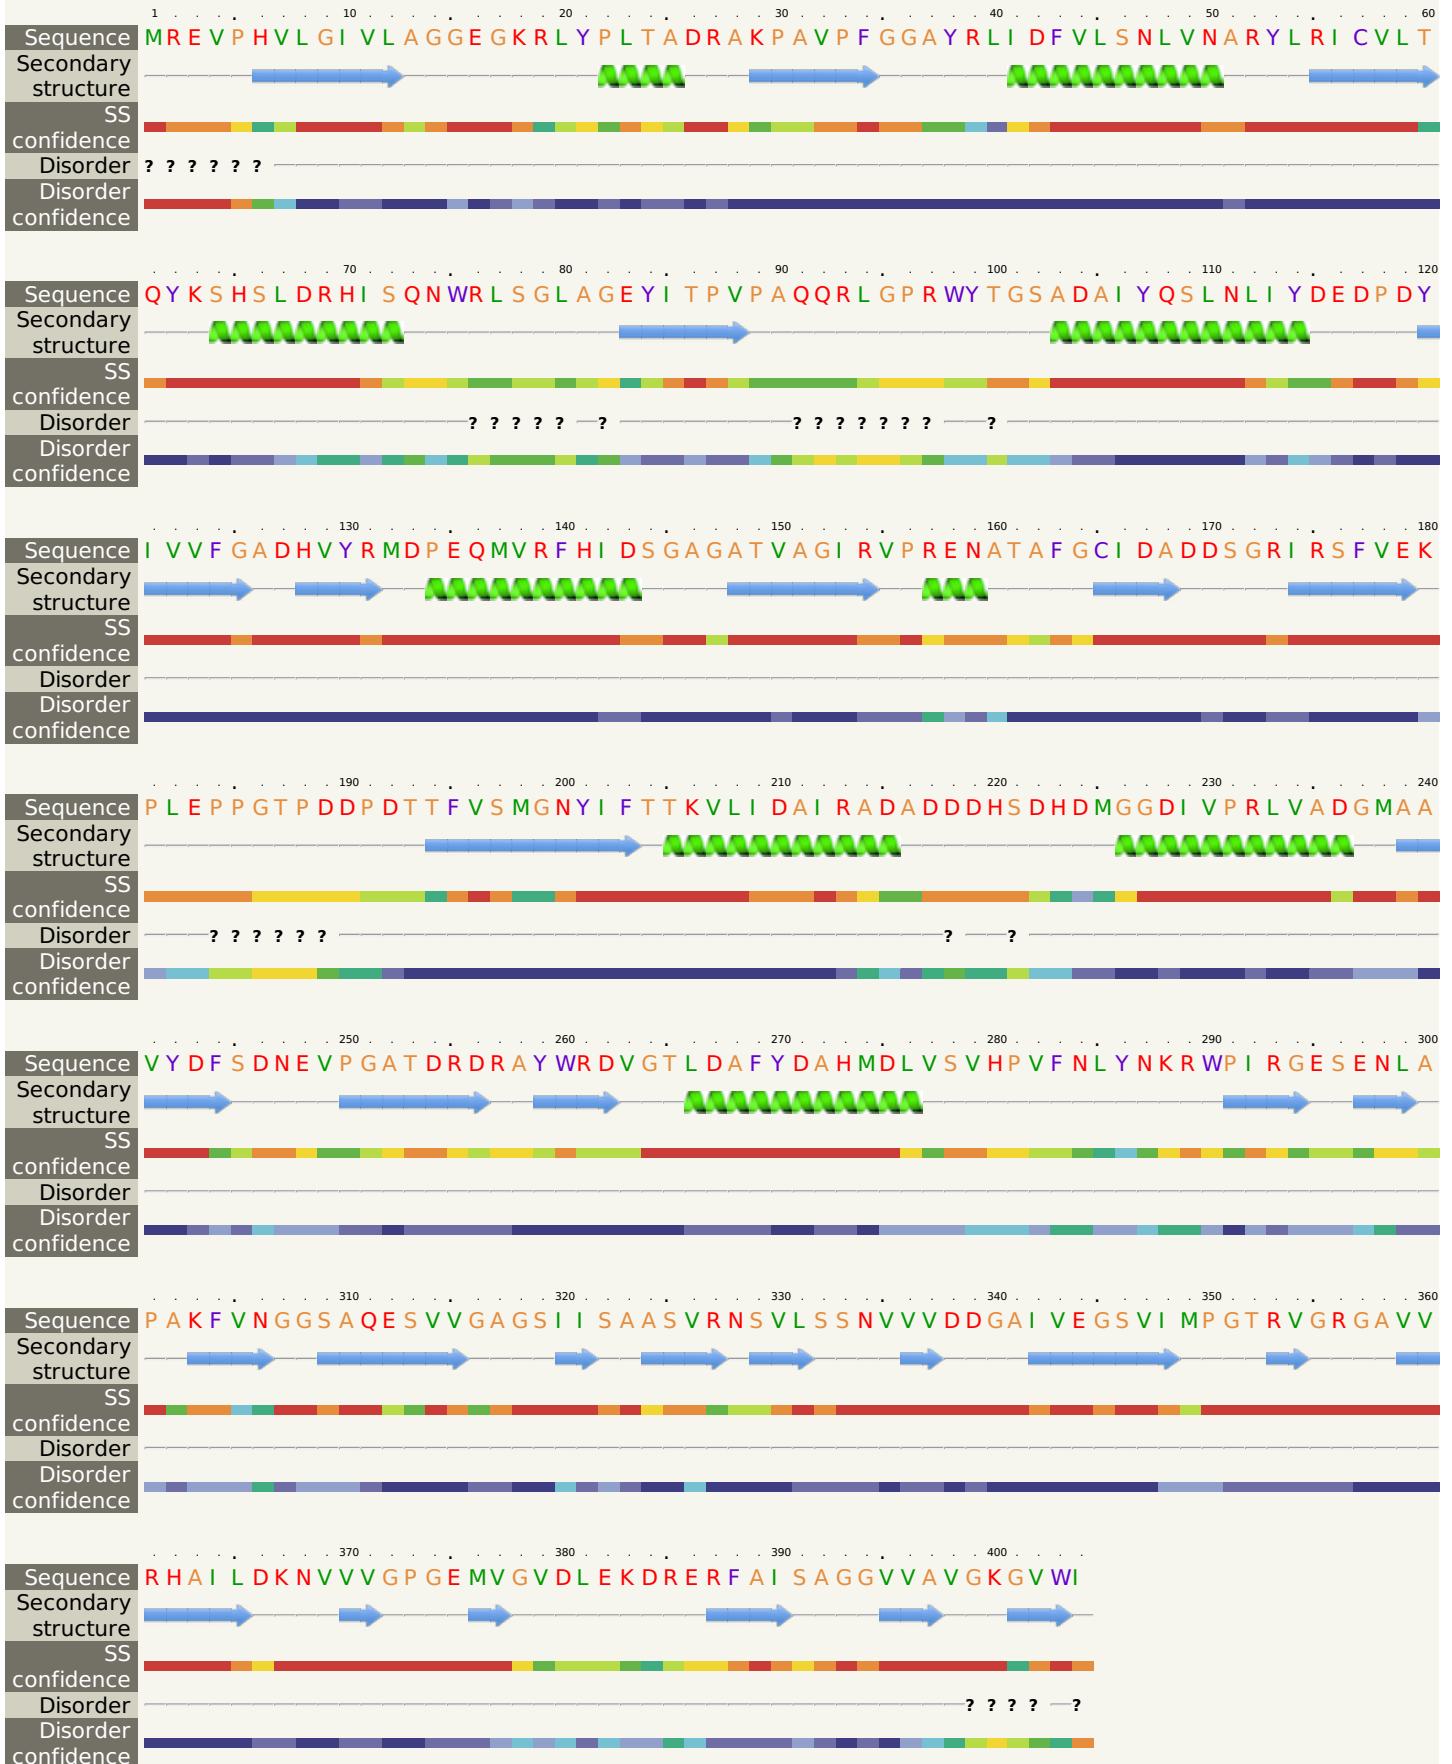 1 10 20 30 40 50 60
Sequence MREVPHVLGIVLAGGEGKRLYPLTADRAKPAVPFGGAYRLIDFVLSNLVNARYLRICVLT
Secondary
structure
SS
confidence
Disorder ? ? ? ? ? ?
Disorder
confidence
70 80 90 100 110 120
Sequence QYKSHSLDRHISQNWRLSGLAGEYITPVPAQQRLGPRWYTGSADAIYQSLNLIYDEDPDY
Secondary
structure
SS
confidence
Disorder ? ? ? ? ? ? ? ? ? ? ? ? ? ?
Disorder
confidence
130 140 150 160 170 180
Sequence IVVFGADHVYRMDPEQMVRFHIDSGAGATVAGIRVPRENATAFGCIDADDSGRIRSFVEK
Secondary
structure
SS
confidence
Disorder
Disorder
confidence
190 200 210 220 230 240
Sequence PLEPPGTPDDPDTTFVSMGNYIFTTKVLIDAIRADADDDHSDHDMGGDIVPRLVADGMAA
Secondary
structure
SS
confidence
Disorder ? ? ? ? ? ? ? ?
Disorder
confidence
250 260 270 280 290 300
Sequence VYDFSDNEVPGATDRDRAYWRDVGTLDAFYDAHMDLVSVHPVFNLYNKRWPIRGESENLA
Secondary
structure
SS
confidence
Disorder
Disorder
confidence
310 320 330 340 350 360
Sequence PAKFVNGGSAQESVVGAGSIISAASVRNSVLSSNVVVDDGAIVEGSVIMPGTRVGRGAVV
Secondary
structure
SS
confidence
Disorder
Disorder
confidence
370 380 390 400
Sequence RHAILDKNVVVGPGEMVGVDLEKDRERFAISAGGVVAVGKGVWI
Secondary
structure
SS
confidence
Disorder ? ? ? ? ?
Disorder
confidence